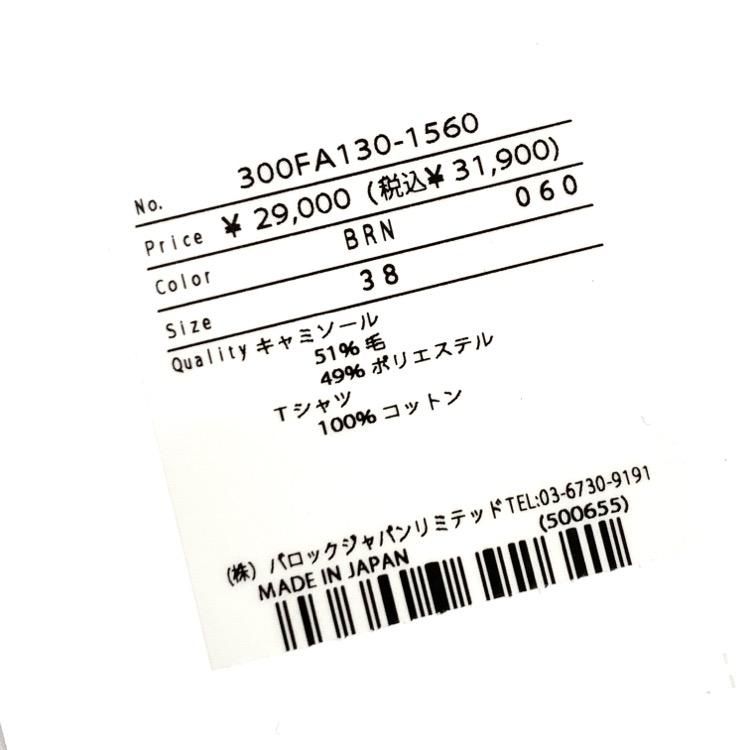 No. 300FA130-1560
Price ¥ 29,000 (税込¥ 31,900)
Color BRN 060
Size 38
Quality キャミソール
51% 毛
49% ポリエステル
Tシャツ
100% コットン
(株) バロックジャパンリミテッドTEL:03-6730-9191
MADE IN JAPAN (500655)